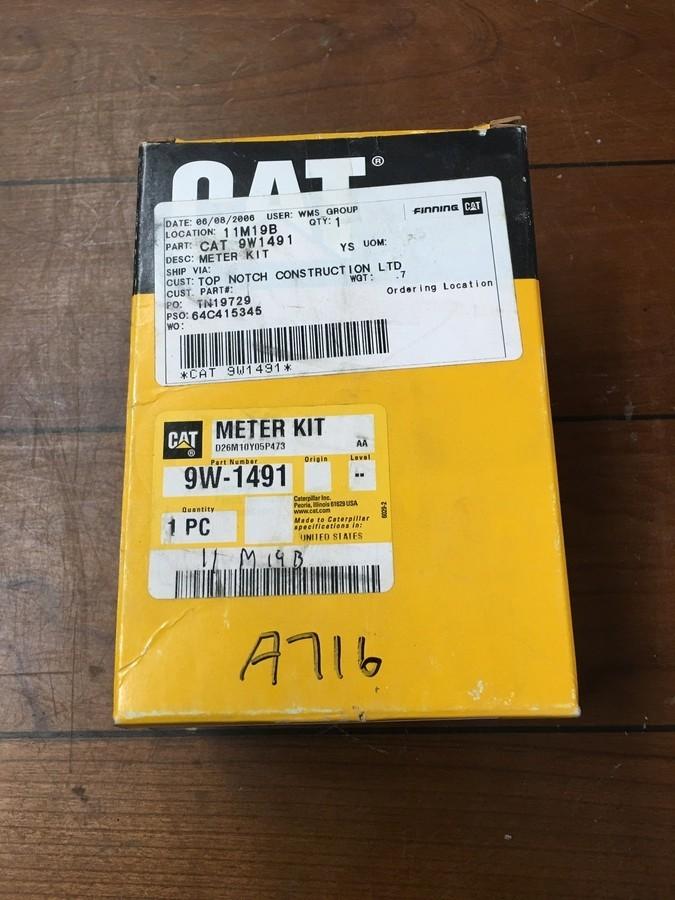 CAT®
DATE: 06/08/2006 USER: WMS GROUP
FINNING CAT
LOCATION: 11M19B QTY: 1
PART: CAT 9W1491 YS UOM:
DESC: METER KIT
SHIP VIA:
CUST: TOP NOTCH CONSTRUCTION LTD
CUST. PART#: WGT: .7
PO: TN19729 Ordering Location
PSO: 64C415345
WO:
*CAT 9W1491*
CAT® METER KIT
D26M10Y05P473 AA
Part Number Origin Level
9W-1491 --
Quantity
1 PC
Caterpillar Inc.
Peoria, Illinois 61629 USA
www.cat.com
Made to Caterpillar
specifications in:
UNITED STATES
6029-2
11 M 19B
A716